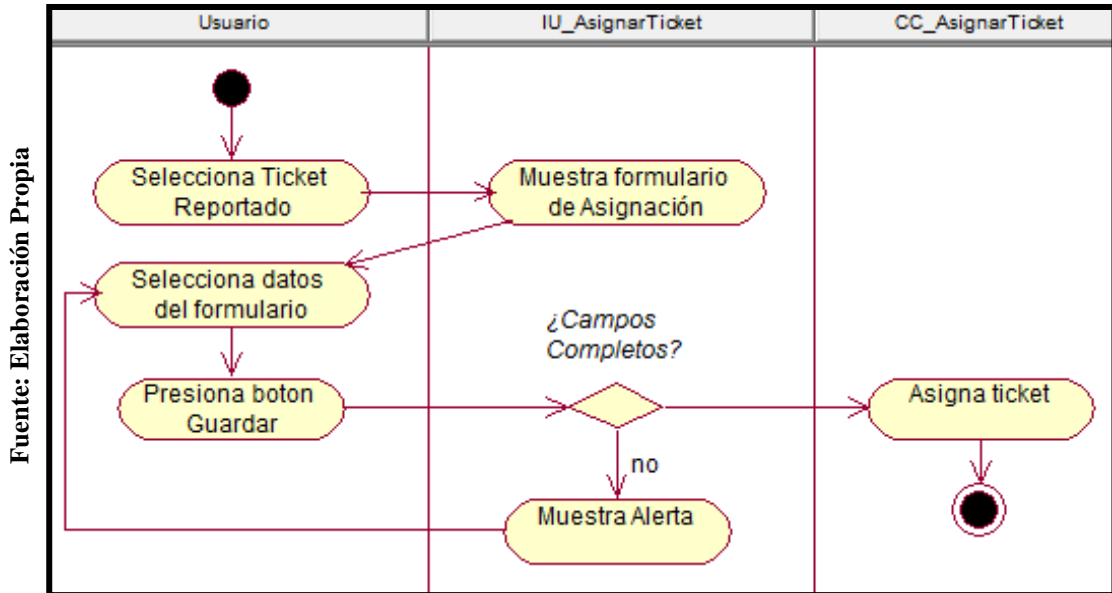 Usuario
IU_AsignarTicket
CC_AsignarTicket
Selecciona Ticket
Reportado
Muestra formulario
de Asignación
Selecciona datos
del formulario
¿Campos
Completos?
Presiona boton
Guardar
Asigna ticket
no
Muestra Alerta
Fuente: Elaboración Propia